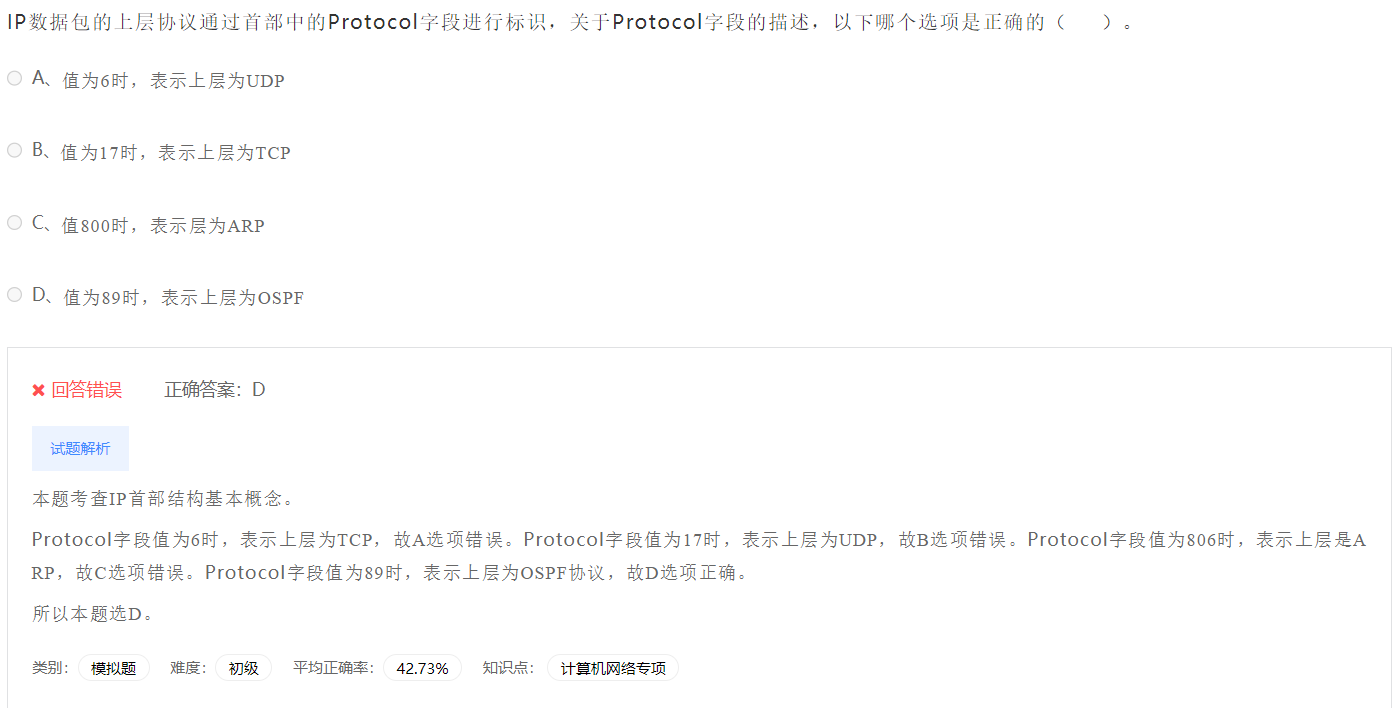 IP数据包的上层协议通过首部中的Protocol字段进行标识，关于Protocol字段的描述，以下哪个选项是正确的（　　）。
A、值为6时，表示上层为UDP
B、值为17时，表示上层为TCP
C、值800时，表示层为ARP
D、值为89时，表示上层为OSPF
回答错误 正确答案：D
试题解析
本题考查IP首部结构基本概念。
Protocol字段值为6时，表示上层为TCP，故A选项错误。Protocol字段值为17时，表示上层为UDP，故B选项错误。Protocol字段值为806时，表示上层是A
RP，故C选项错误。Protocol字段值为89时，表示上层为OSPF协议，故D选项正确。
所以本题选D。
类别： 模拟题 难度： 初级 平均正确率： 42.73% 知识点： 计算机网络专项